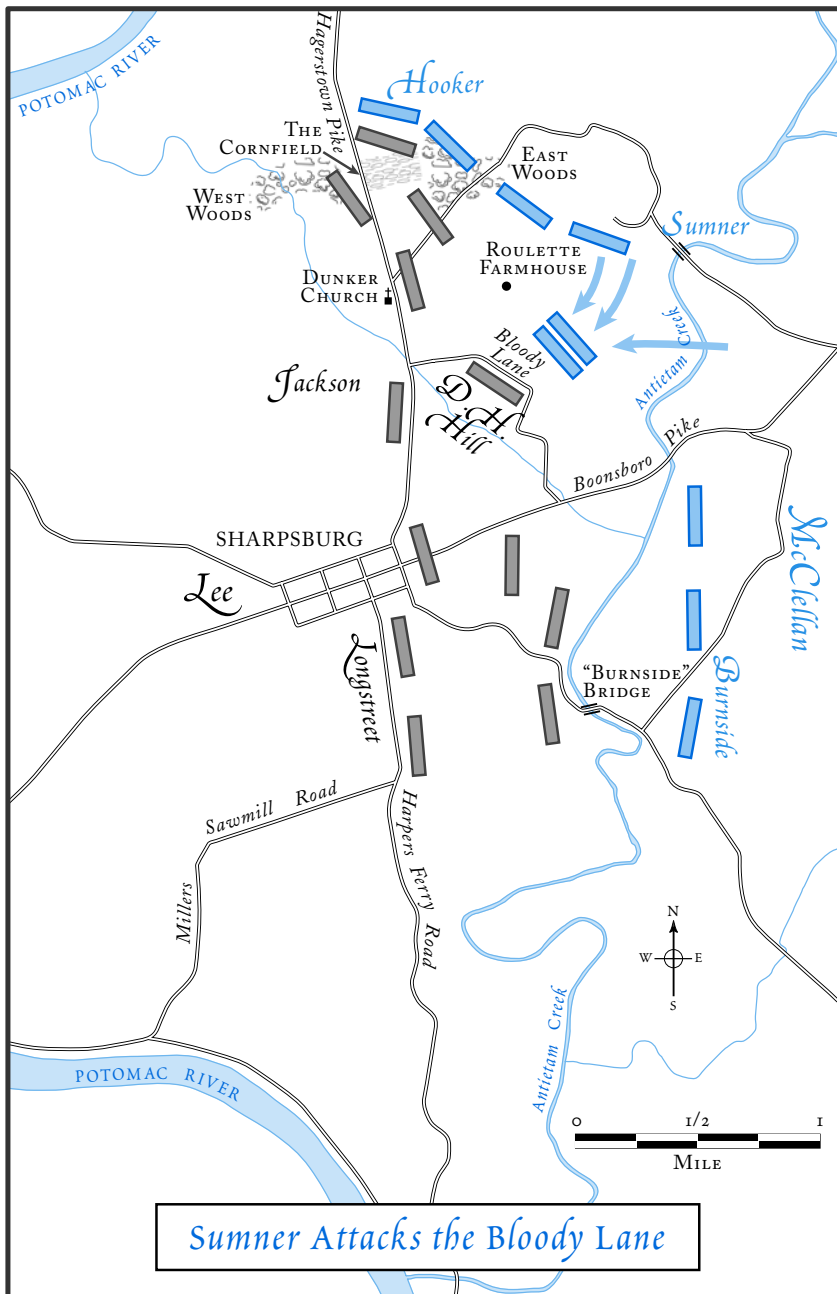 POTOMAC RIVER
Hagerstown Pike
Hooker
THE
CORNFIELD
EAST
WOODS
WEST
WOODS
Sumner
ROULETTE
FARMHOUSE
DUNKER
CHURCH
Bloody
Lane
Antietam Creek
Jackson
D. H.
Hill
Boonsboro Pike
SHARPSBURG
McClellan
Lee
Longstreet
"BURNSIDE"
BRIDGE
Burnside
Sawmill Road
Millers
Harpers Ferry Road
N
W E
S
Antietam Creek
POTOMAC RIVER
0 1/2 1
MILE
Sumner Attacks the Bloody Lane